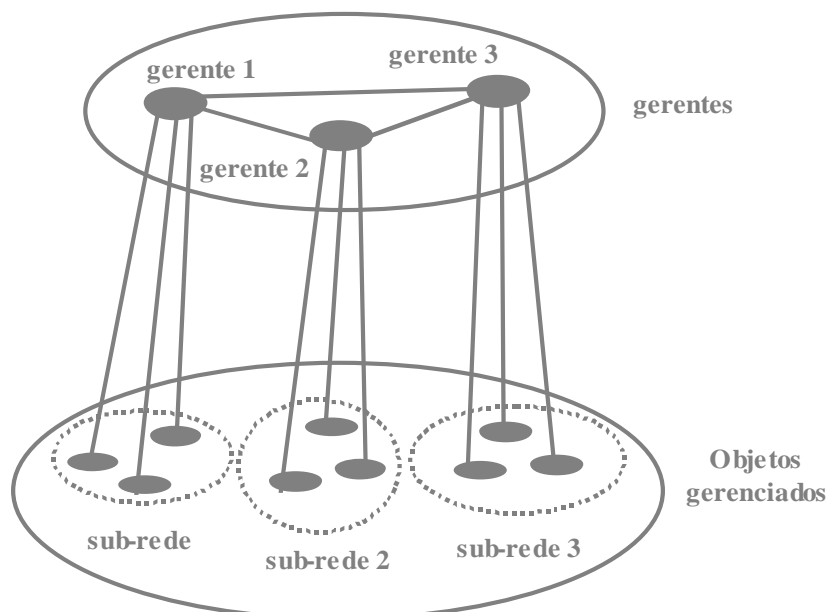 gerente 1
gerente 3
gerentes
gerente 2
Objetos
gerenciados
sub-rede
sub-rede 2
sub-rede 3